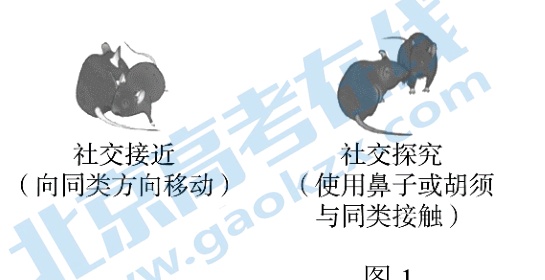 社交接近
（向同类方向移动）
社交探究
（使用鼻子或胡须
与同类接触）
图 1
北京高考在线
www.gaokzx.com